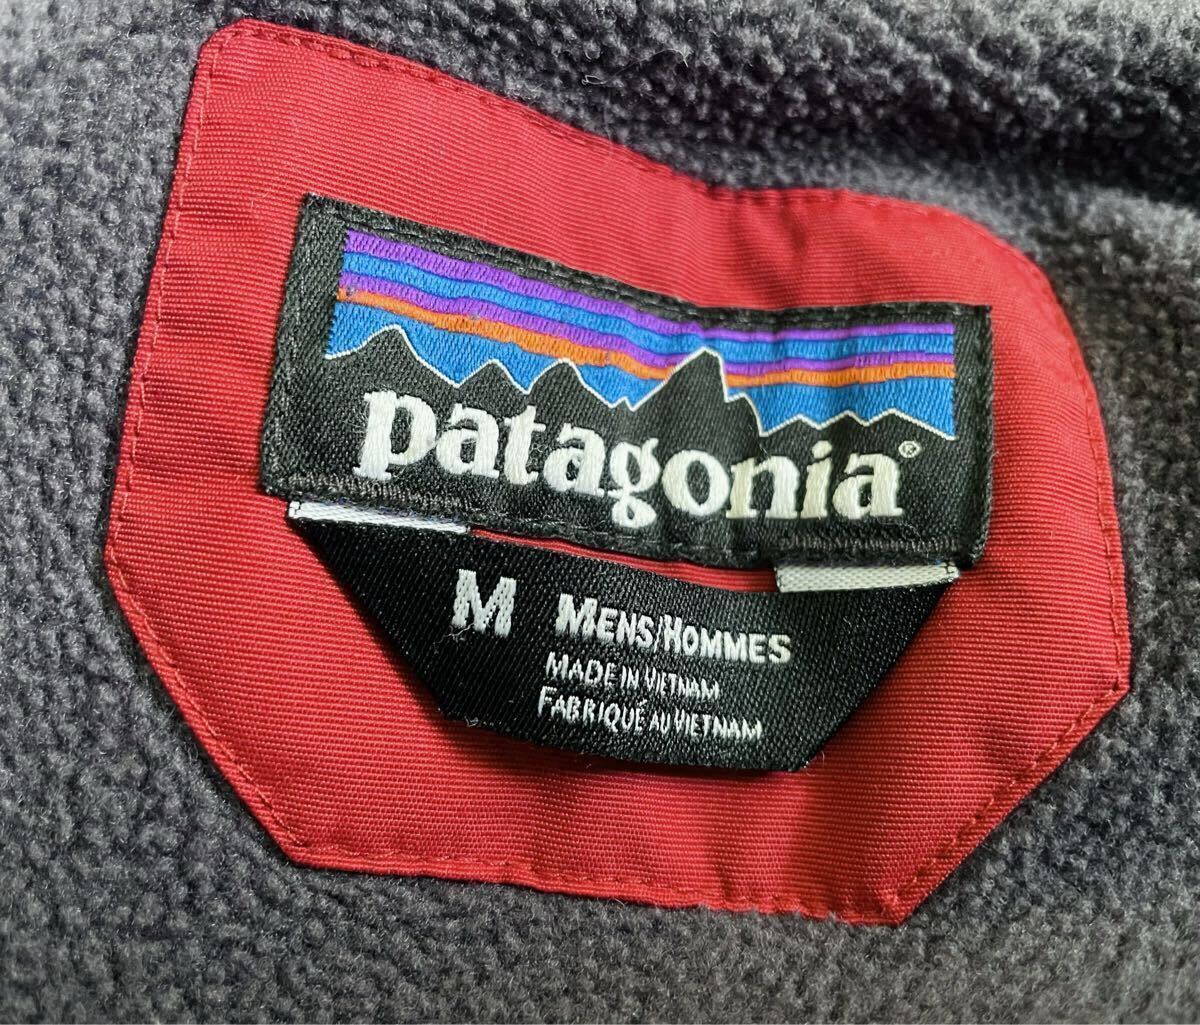 patagonia®
M MENS/HOMMES
MADE IN VIETNAM
FABRIQUÉ AU VIETNAM